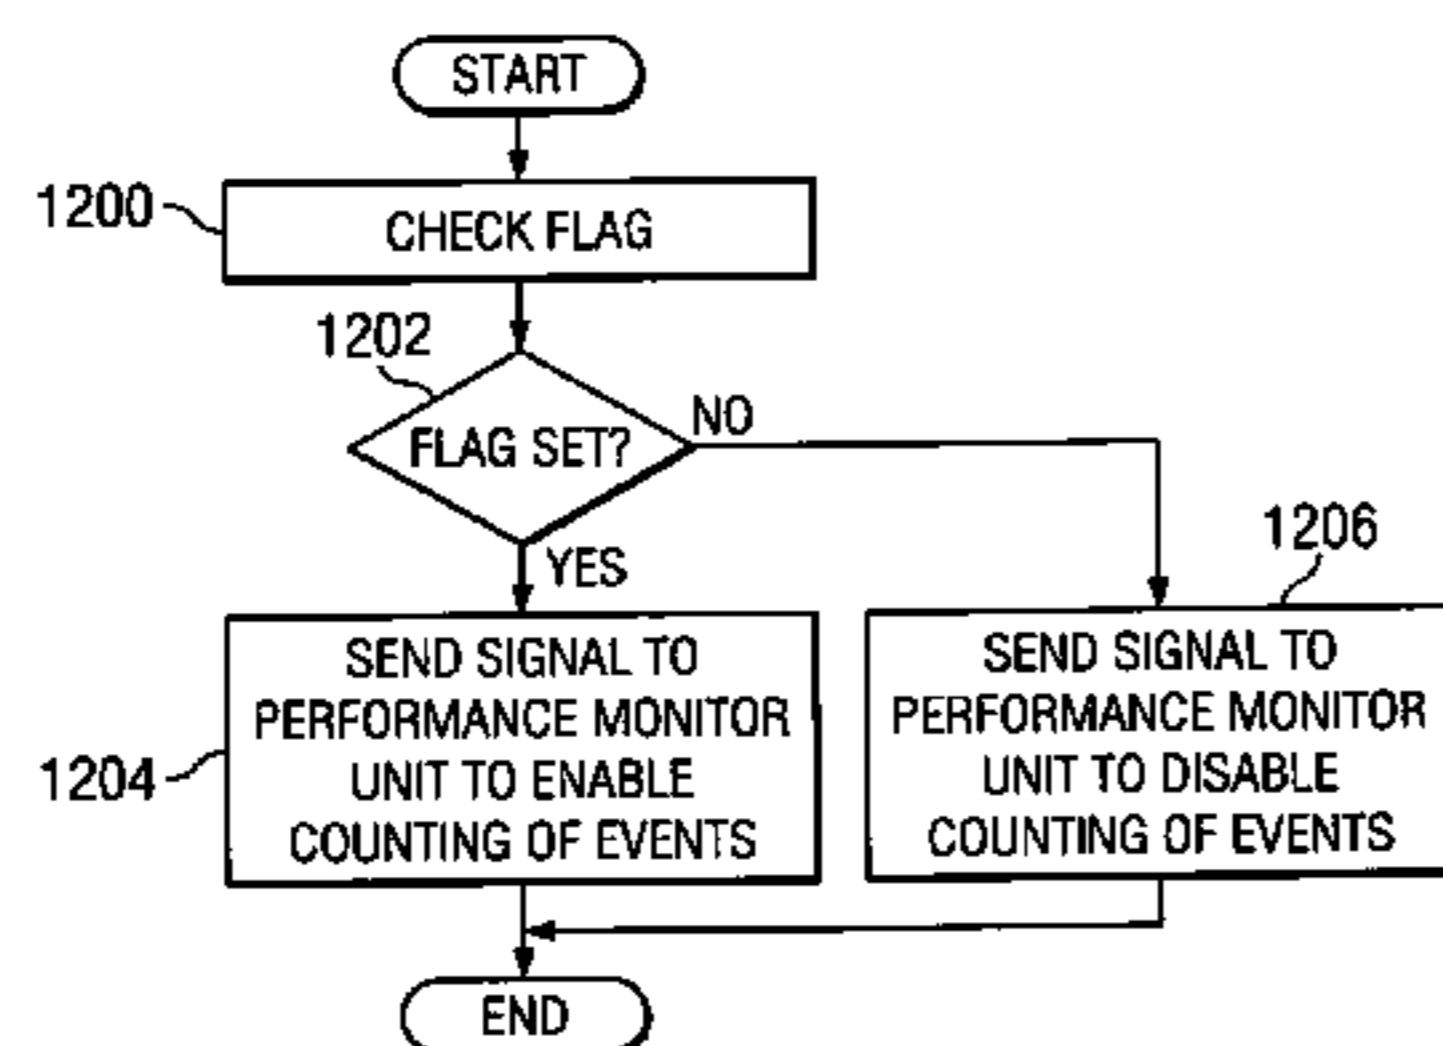 START
1200
CHECK FLAG
1202
FLAG SET?
NO
YES
1204
SEND SIGNAL TO
PERFORMANCE MONITOR
UNIT TO ENABLE
COUNTING OF EVENTS
1206
SEND SIGNAL TO
PERFORMANCE MONITOR
UNIT TO DISABLE
COUNTING OF EVENTS
END